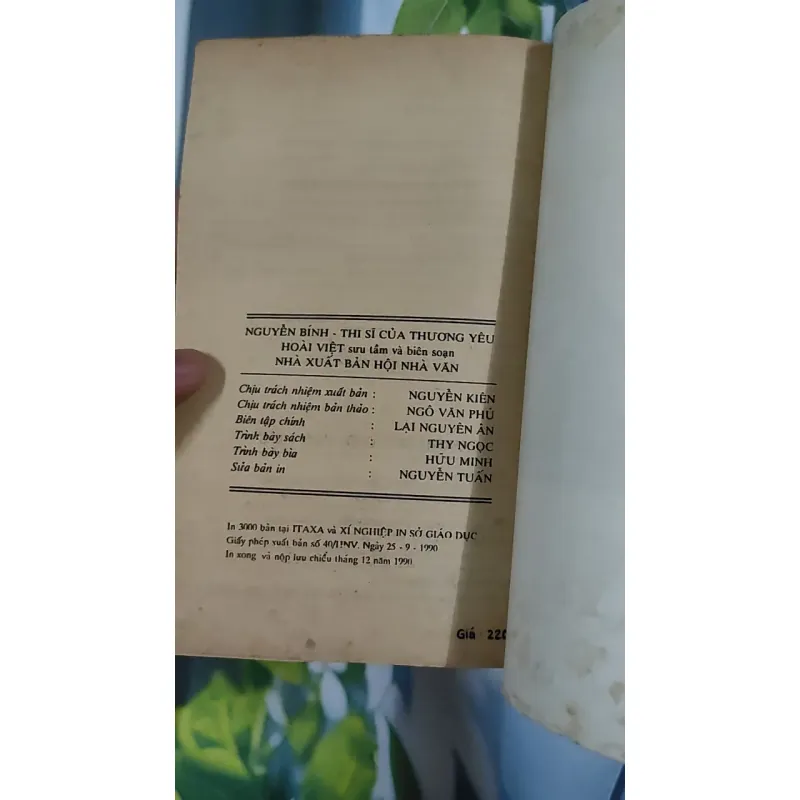 NGUYỄN BÍNH - THI SĨ CỦA THƯƠNG YÊU
HOÀI VIỆT sưu tầm và biên soạn
NHÀ XUẤT BẢN HỘI NHÀ VĂN
Chịu trách nhiệm xuất bản : NGUYỄN KIÊN
Chịu trách nhiệm bản thảo : NGÔ VĂN PHÚ
Biên tập chính : LẠI NGUYÊN ÂN
Trình bày sách : THY NGỌC
Trình bày bìa : HỮU MINH
Sửa bản in : NGUYỄN TUẤN
In 3000 bản tại ITAXA và XÍ NGHIỆP IN SỞ GIÁO DỤC
Giấy phép xuất bản số 40/HNV. Ngày 25 - 9 - 1990
In xong và nộp lưu chiểu tháng 12 năm 1990
Giá : 220